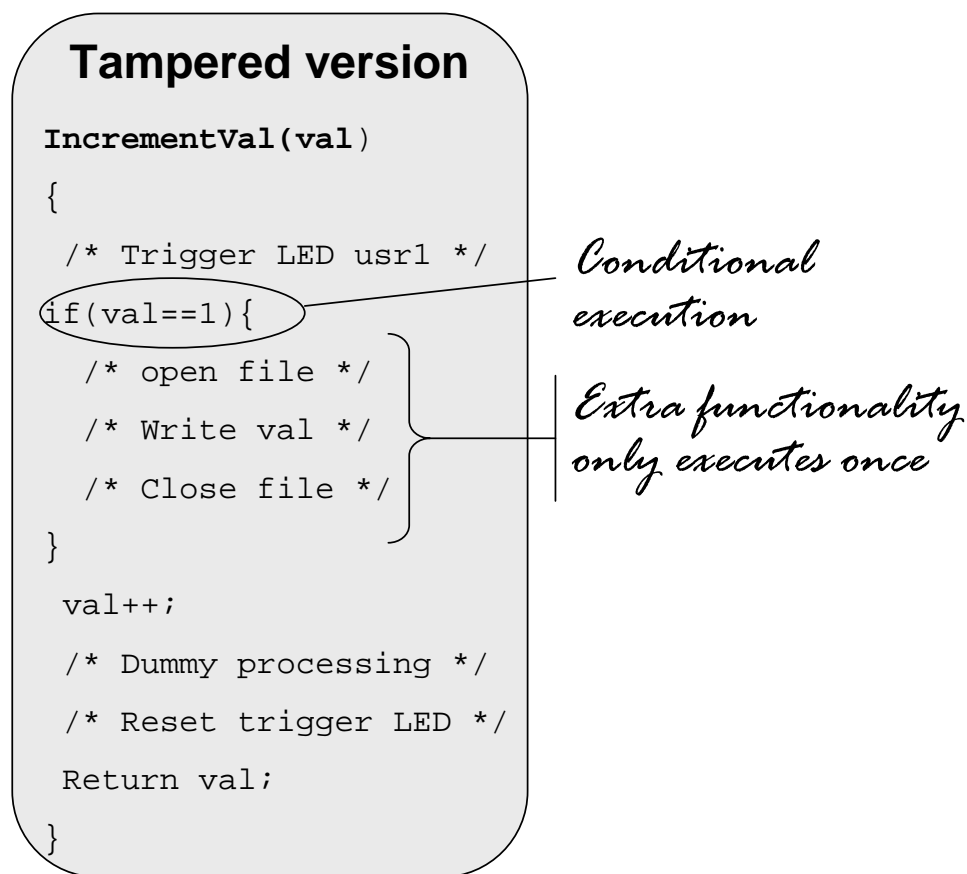 Tampered version
IncrementVal(val)
{
/* Trigger LED usr1 */
if(val==1){
/* open file */
/* Write val */
/* Close file */
}
val++;
/* Dummy processing */
/* Reset trigger LED */
Return val;
}
Conditional
execution
Extra functionality
only executes once